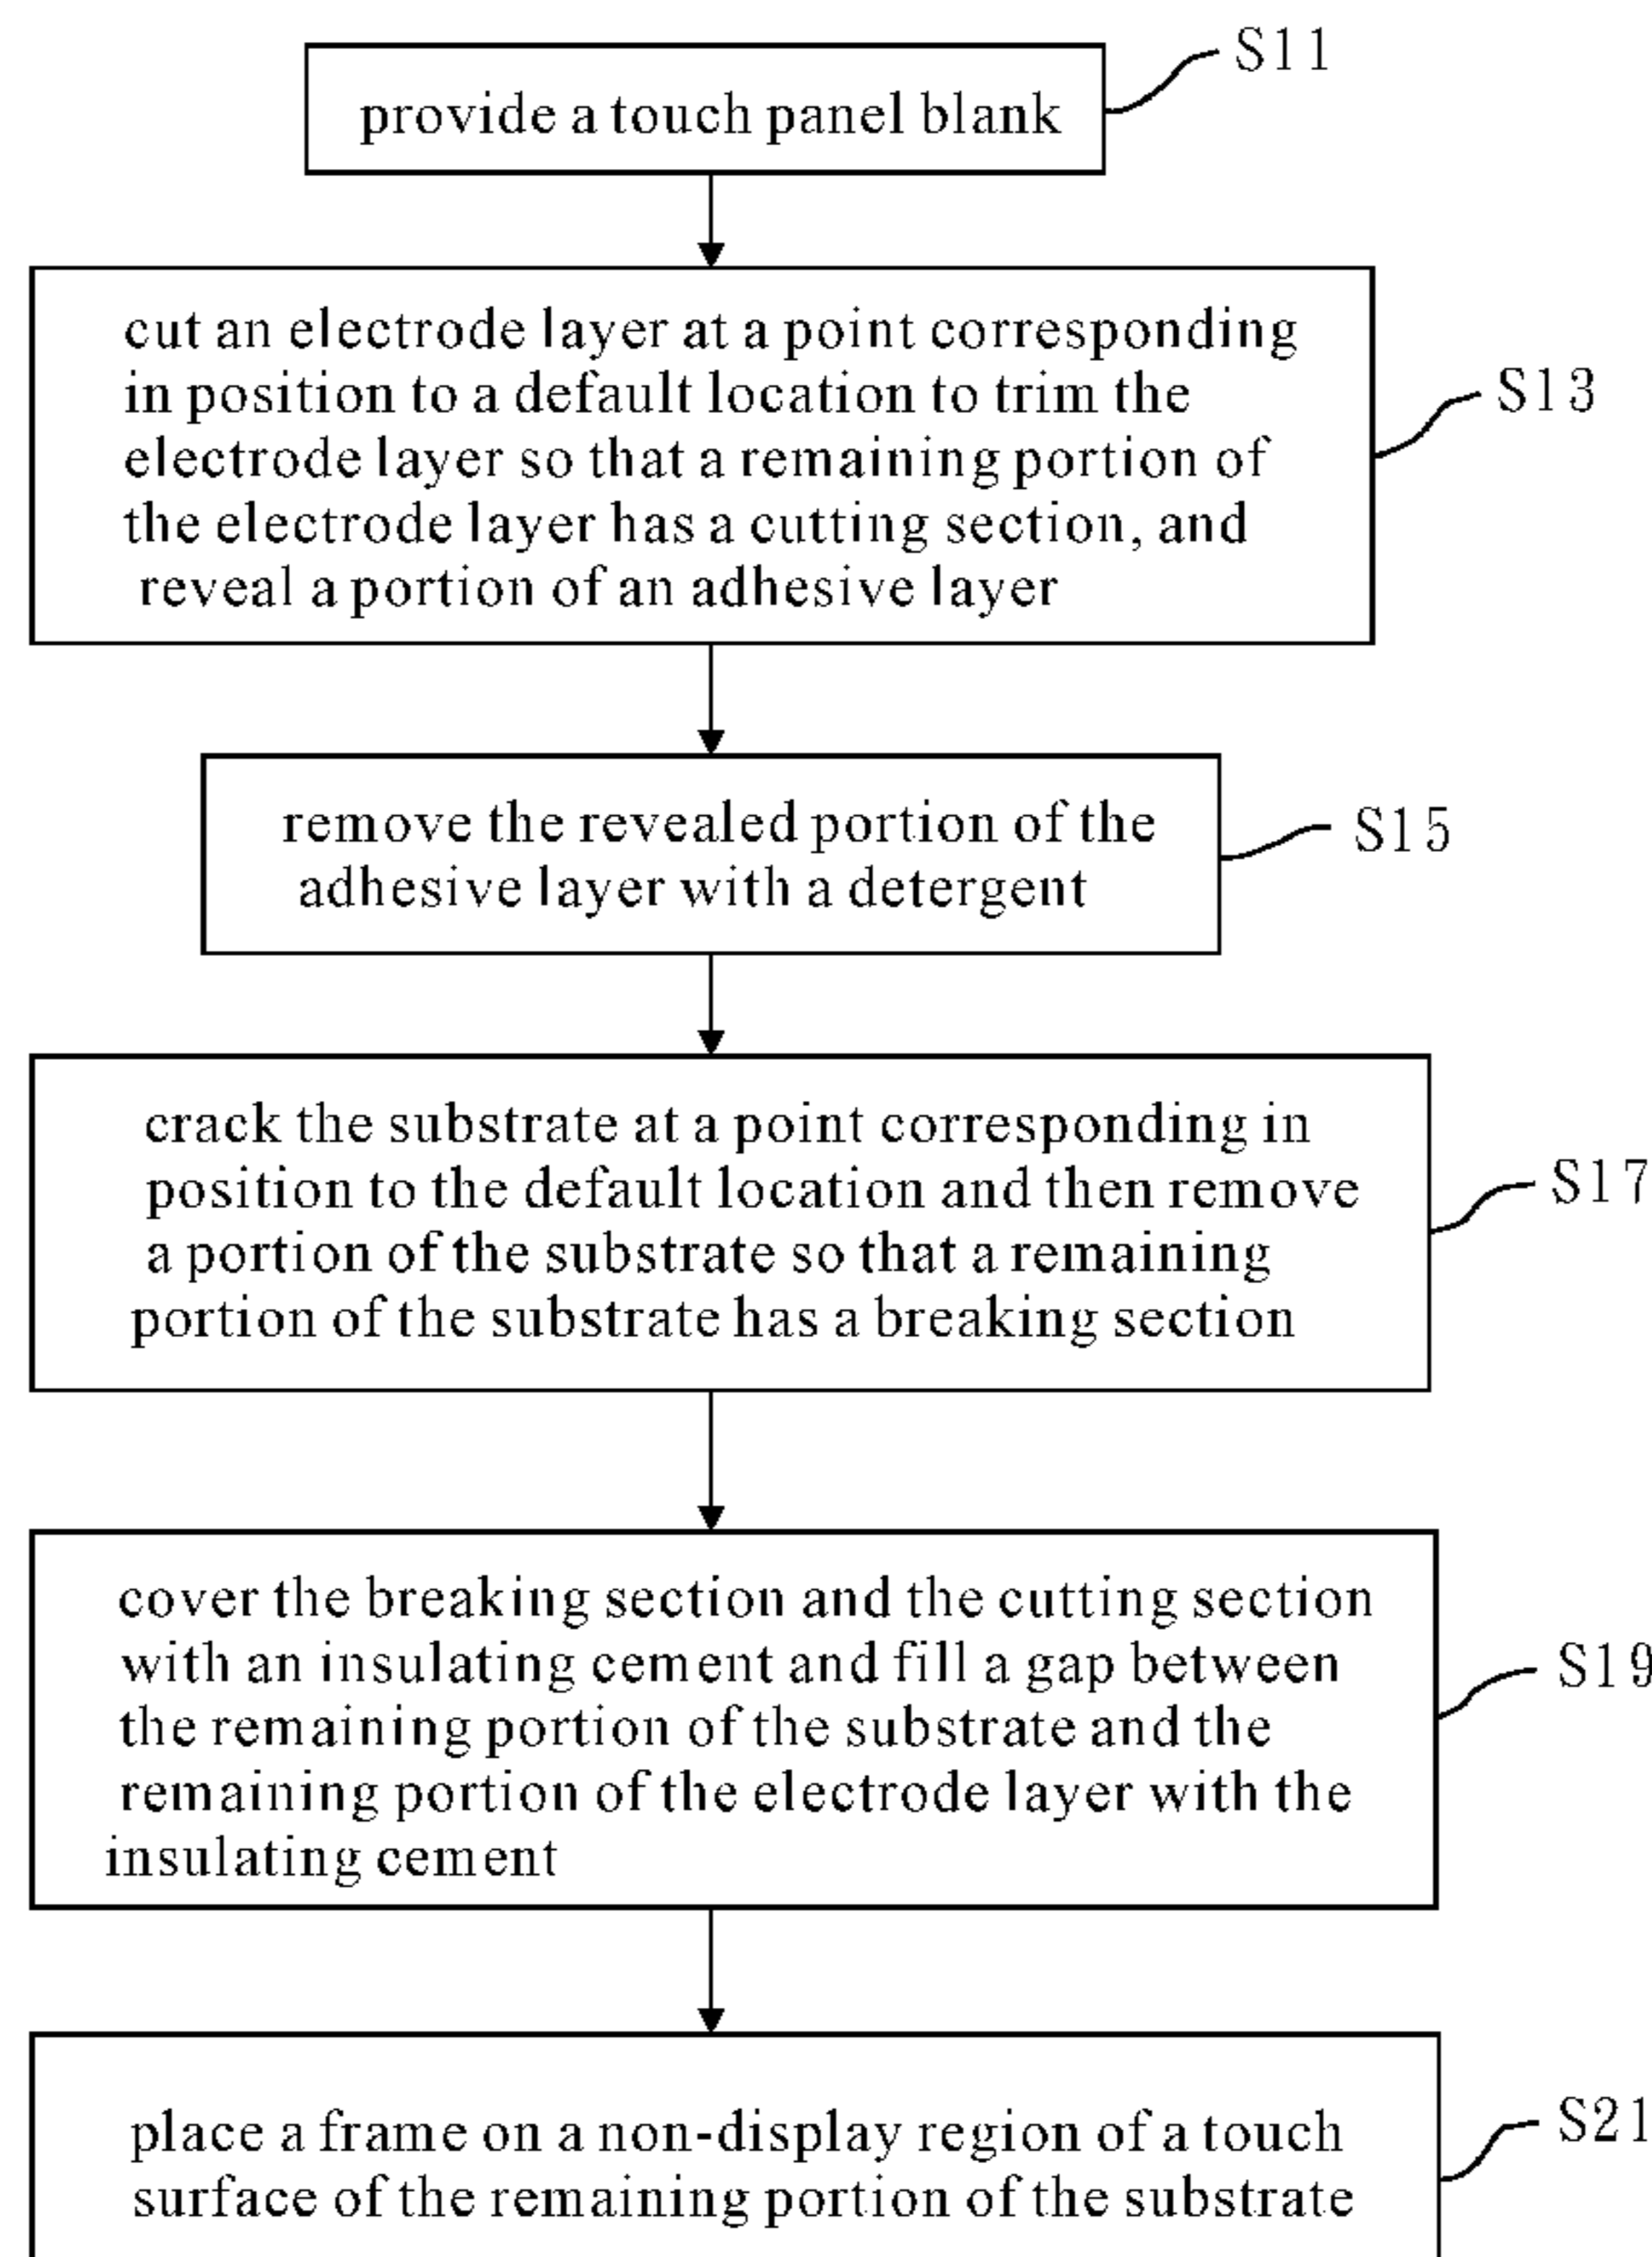 S11
provide a touch panel blank
cut an electrode layer at a point corresponding
in position to a default location to trim the
electrode layer so that a remaining portion of
the electrode layer has a cutting section, and
reveal a portion of an adhesive layer
S13
remove the revealed portion of the
adhesive layer with a detergent
S15
crack the substrate at a point corresponding in
position to the default location and then remove
a portion of the substrate so that a remaining
portion of the substrate has a breaking section
S17
cover the breaking section and the cutting section
with an insulating cement and fill a gap between
the remaining portion of the substrate and the
remaining portion of the electrode layer with the
insulating cement
S19
place a frame on a non-display region of a touch
surface of the remaining portion of the substrate
S21